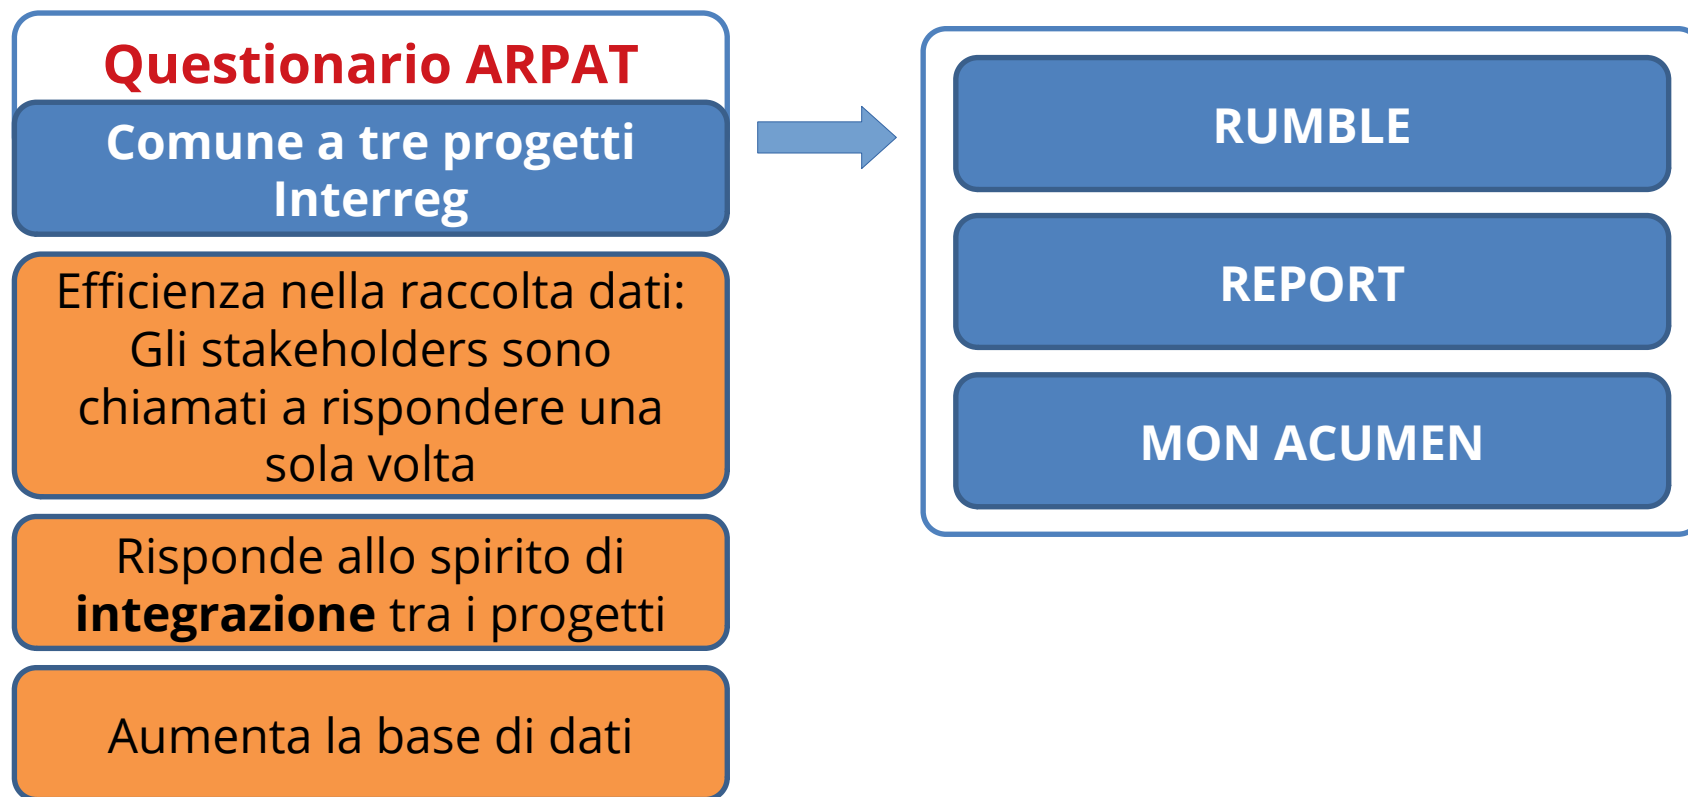 Questionario ARPAT
Comune a tre progetti
Interreg
Efficienza nella raccolta dati:
Gli stakeholders sono
chiamati a rispondere una
sola volta
Risponde allo spirito di
integrazione tra i progetti
Aumenta la base di dati
RUMBLE
REPORT
MON ACUMEN